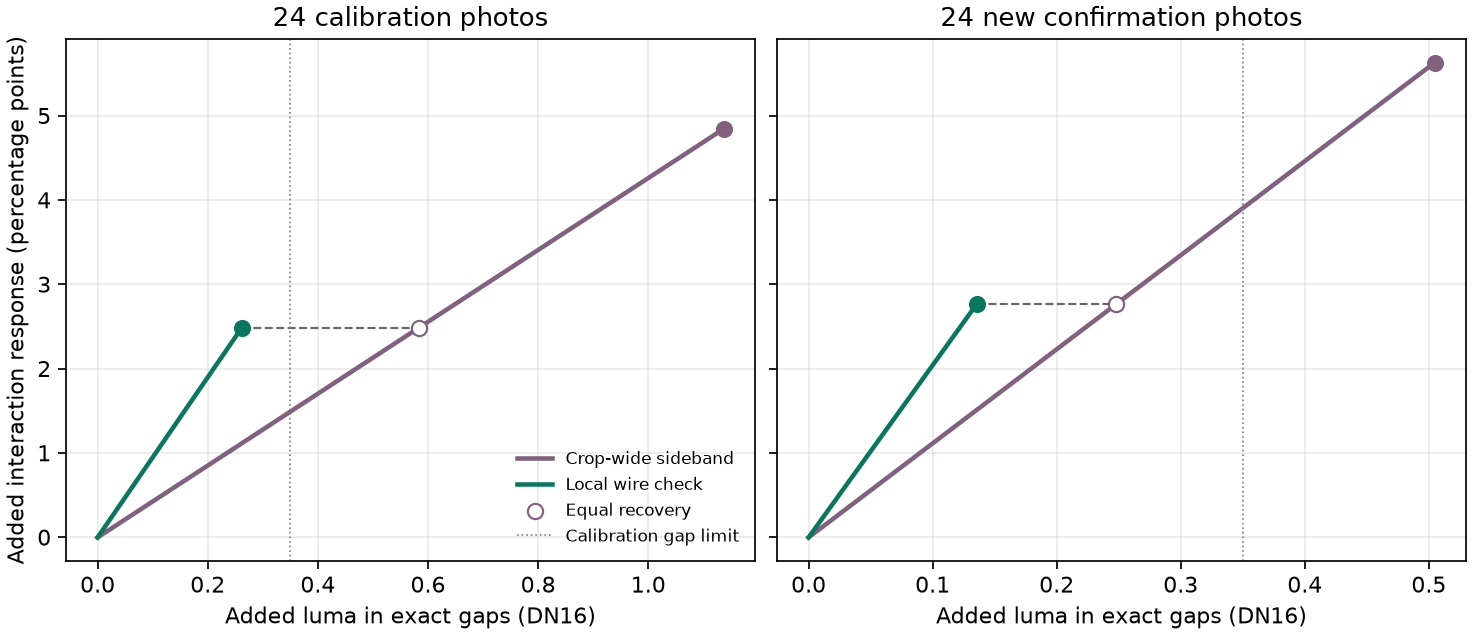 24 calibration photos
24 new confirmation photos
Added interaction response (percentage points)
5
4
3
2
1
0
Crop-wide sideband
Local wire check
Equal recovery
Calibration gap limit
0.0 0.2 0.4 0.6 0.8 1.0
0.0 0.1 0.2 0.3 0.4 0.5
Added luma in exact gaps (DN16)
Added luma in exact gaps (DN16)